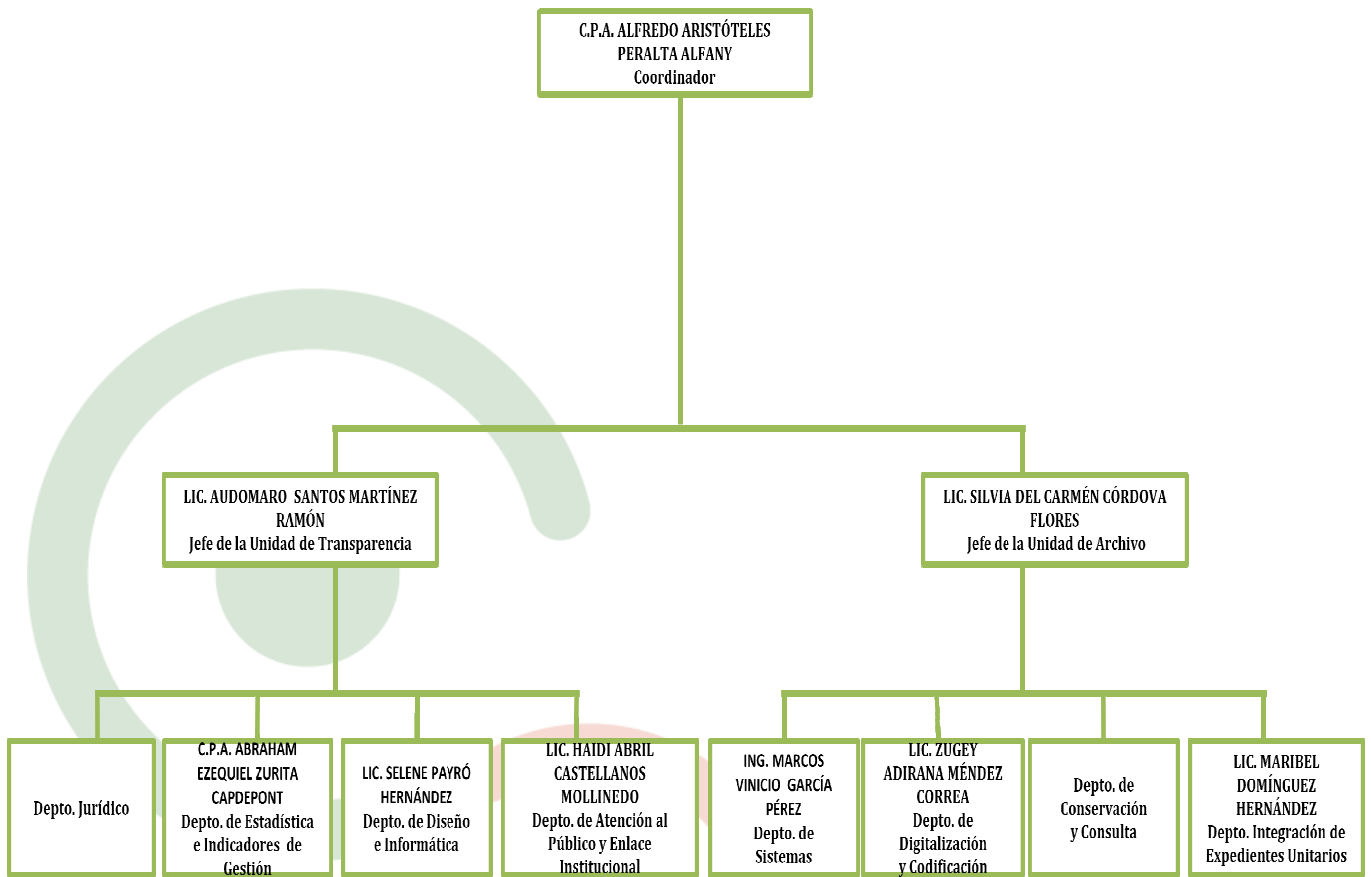 C.P.A. ALFREDO ARISTÓTELES
PERALTA ALFANY
Coordinador
LIC. AUDOMARO SANTOS MARTÍNEZ
RAMÓN
Jefe de la Unidad de Transparencia
LIC. SILVIA DEL CARMÉN CÓRDOVA
FLORES
Jefe de la Unidad de Archivo
Depto. Jurídico
C.P.A. ABRAHAM
EZEQUIEL ZURITA
CAPDEPONT
Depto. de Estadística
e Indicadores de
Gestión
LIC. SELENE PAYRÓ
HERNÁNDEZ
Depto. de Diseño
e Informática
LIC. HAIDI ABRIL
CASTELLANOS
MOLLINEDO
Depto. de Atención al
Público y Enlace
Institucional
ING. MARCOS
VINICIO GARCÍA
PÉREZ
Depto. de
Sistemas
LIC. ZUGEY
ADIRANA MÉNDEZ
CORREA
Depto. de
Digitalización
y Codificación
Depto. de
Conservación
y Consulta
LIC. MARIBEL
DOMÍNGUEZ
HERNÁNDEZ
Depto. Integración de
Expedientes Unitarios